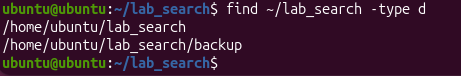 ubuntu@ubuntu:~/lab_search$ find ~/lab_search -type d
/home/ubuntu/lab_search
/home/ubuntu/lab_search/backup
ubuntu@ubuntu:~/lab_search$